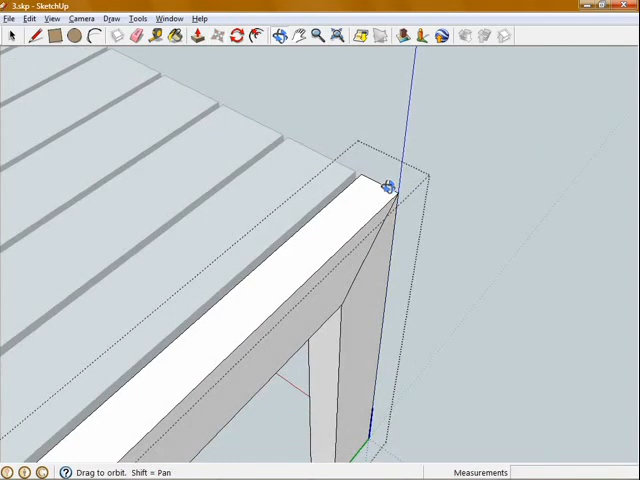 3.skp - SketchUp
File Edit View Camera Draw Tools Window Help
Drag to orbit. Shift = Pan
Measurements